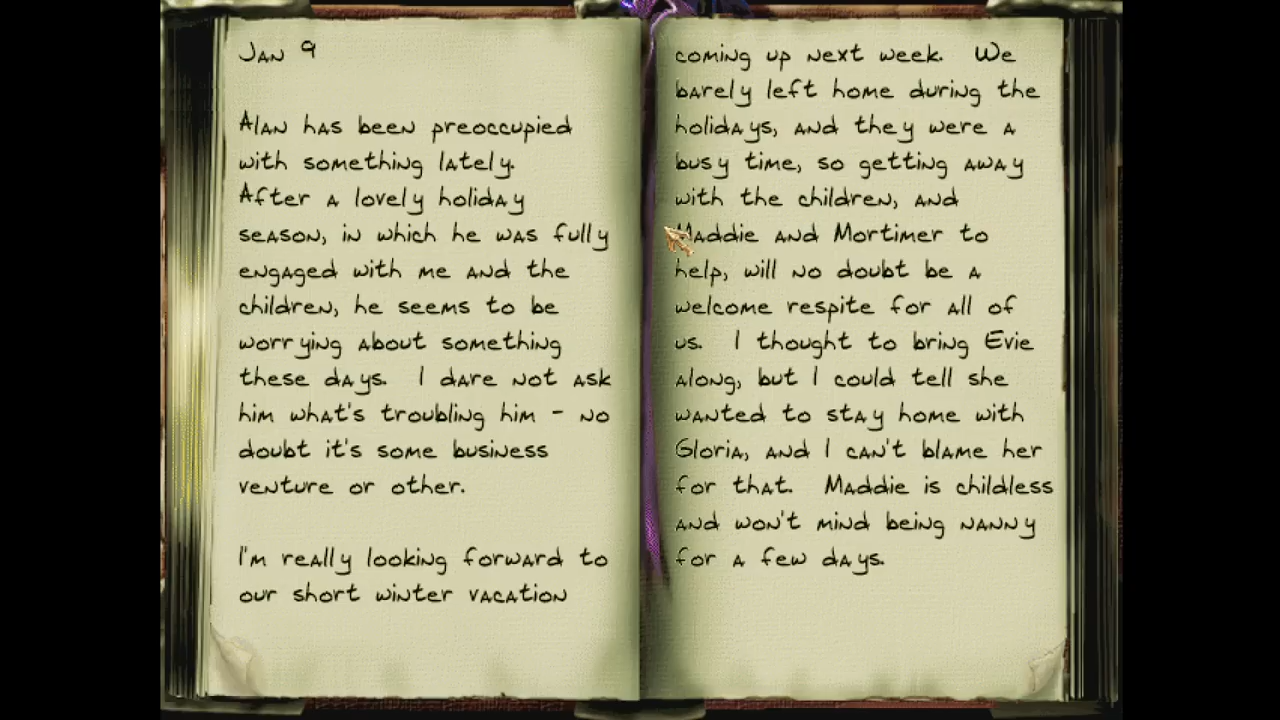 Jan 9
Alan has been preoccupied
with something lately.
After a lovely holiday
season, in which he was fully
engaged with me and the
children, he seems to be
worrying about something
these days.  I dare not ask
him what's troubling him - no
doubt it's some business
venture or other.
I'm really looking forward to
our short winter vacation
coming up next week.  We
barely left home during the
holidays, and they were a
busy time, so getting away
with the children, and
Maddie and Mortimer to
help, will no doubt be a
welcome respite for all of
us.  I thought to bring Evie
along, but I could tell she
wanted to stay home with
Gloria, and I can't blame her
for that.  Maddie is childless
and won't mind being nanny
for a few days.